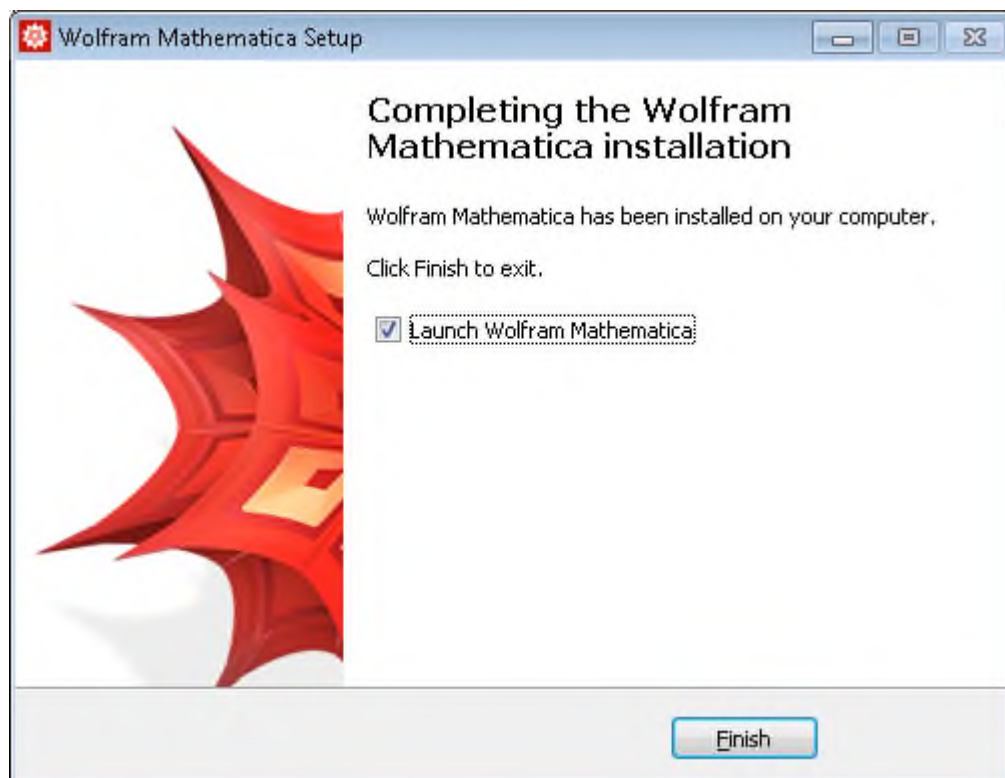 Wolfram Mathematica Setup
Completing the Wolfram
Mathematica installation
Wolfram Mathematica has been installed on your computer.
Click Finish to exit.
Launch Wolfram Mathematica
Finish